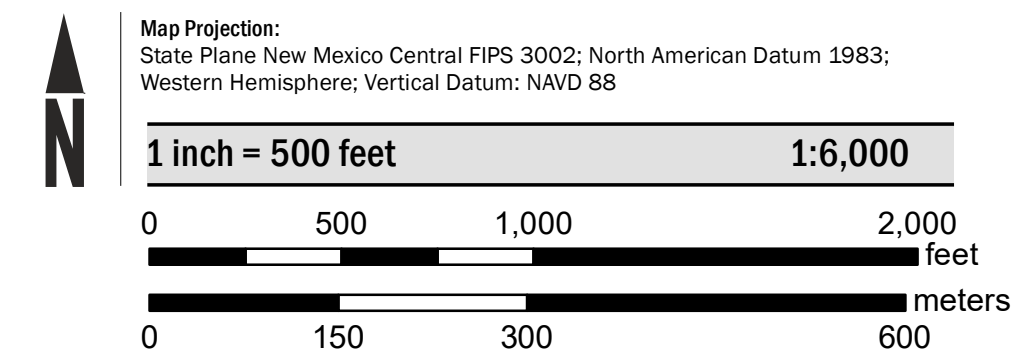 Map Projection:
State Plane New Mexico Central FIPS 3002; North American Datum 1983;
Western Hemisphere; Vertical Datum: NAVD 88
N
1 inch = 500 feet 1:6,000
0 500 1,000 2,000
feet
meters
0 150 300 600